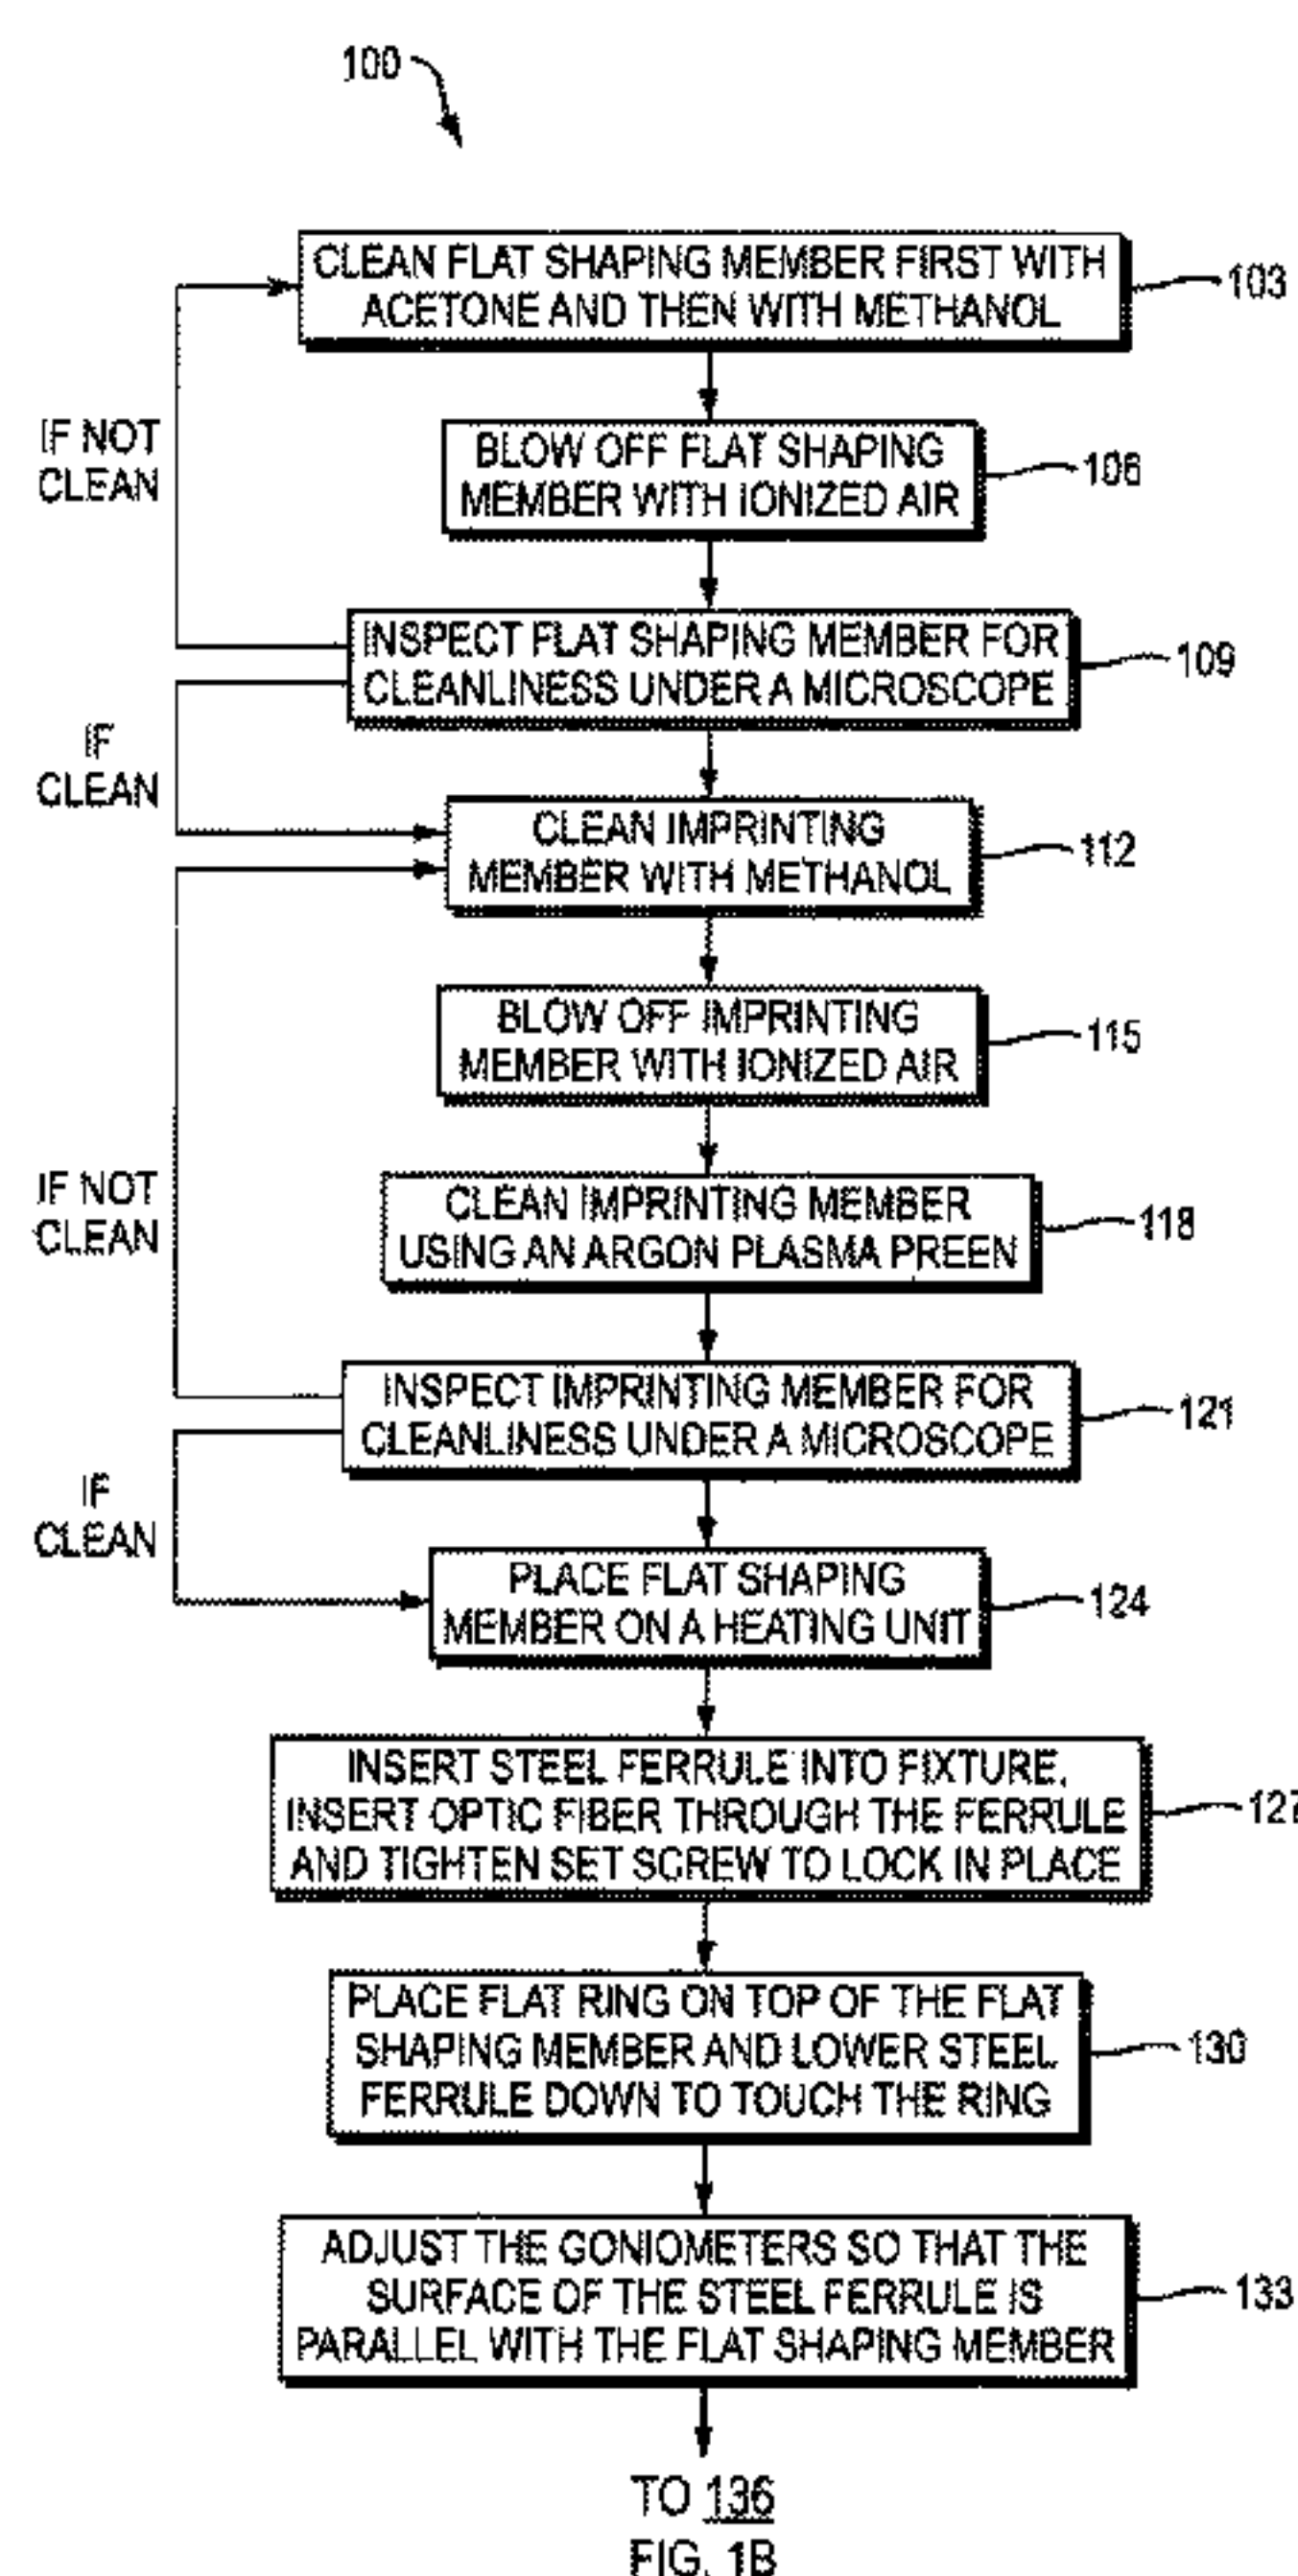 100
CLEAN FLAT SHAPING MEMBER FIRST WITH
ACETONE AND THEN WITH METHANOL
103
IF NOT
CLEAN
BLOW OFF FLAT SHAPING
MEMBER WITH IONIZED AIR
106
INSPECT FLAT SHAPING MEMBER FOR
CLEANLINESS UNDER A MICROSCOPE
109
IF
CLEAN
CLEAN IMPRINTING
MEMBER WITH METHANOL
112
BLOW OFF IMPRINTING
MEMBER WITH IONIZED AIR
115
IF NOT
CLEAN
CLEAN IMPRINTING MEMBER
USING AN ARGON PLASMA PREEN
118
INSPECT IMPRINTING MEMBER FOR
CLEANLINESS UNDER A MICROSCOPE
121
IF
CLEAN
PLACE FLAT SHAPING
MEMBER ON A HEATING UNIT
124
INSERT STEEL FERRULE INTO FIXTURE,
INSERT OPTIC FIBER THROUGH THE FERRULE
AND TIGHTEN SET SCREW TO LOCK IN PLACE
127
PLACE FLAT RING ON TOP OF THE FLAT
SHAPING MEMBER AND LOWER STEEL
FERRULE DOWN TO TOUCH THE RING
130
ADJUST THE GONIOMETERS SO THAT THE
SURFACE OF THE STEEL FERRULE IS
PARALLEL WITH THE FLAT SHAPING MEMBER
133
TO 136
FIG. 1B